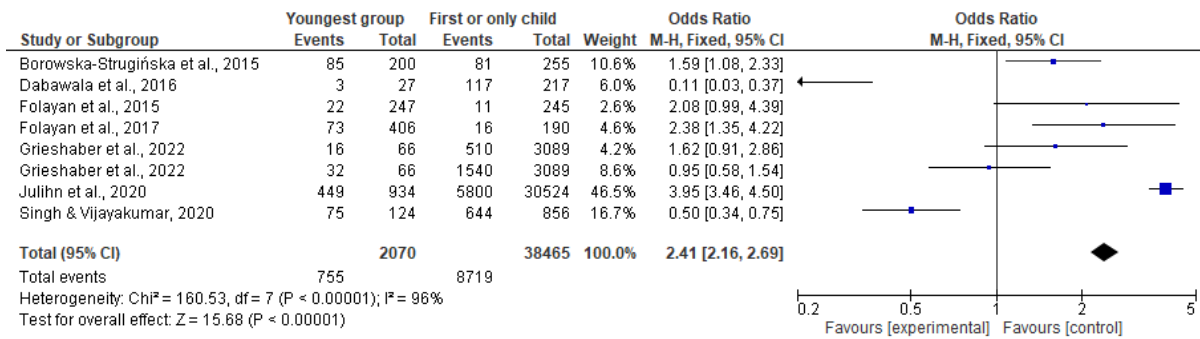 Youngest group First or only child Odds Ratio Odds Ratio
Study or Subgroup Events Total Events Total Weight M-H, Fixed, 95% CI M-H, Fixed, 95% CI
Borowska-Strugińska et al., 2015 85 200 81 255 10.6% 1.59 [1.08, 2.33]
Dabawala et al., 2016 3 27 117 217 6.0% 0.11 [0.03, 0.37]
Folayan et al., 2015 22 247 11 245 2.08 [0.99, 4.39]
Folayan et al., 2017 73 406 16 190 4.6% 2.38 [1.35, 4.22]
Grieshaber et al., 2022 16 66 510 3089 4.2% 1.62 [0.91, 2.86]
Grieshaber et al., 2022 32 66 1540 3089 8.6% 0.95 [0.58, 1.54]
Julihn et al., 2020 449 934 5800 30524 46.5% 3.95 [3.46, 4.50]
Singh & Vijayakumar, 2020 75 124 644 856 16.7% 0.50 [0.34, 0.75]
Total (95% CI) 2070 38465 100.0% 2.41 [2.16, 2.69]
Total events 755 8719
Heterogeneity: Chi² = 160.53, df = 7 (P < 0.00001); I² = 96%
Test for overall effect: Z = 15.68 (P < 0.00001)
0.2 0.5 1 2 5
Favours [experimental] Favours [control]